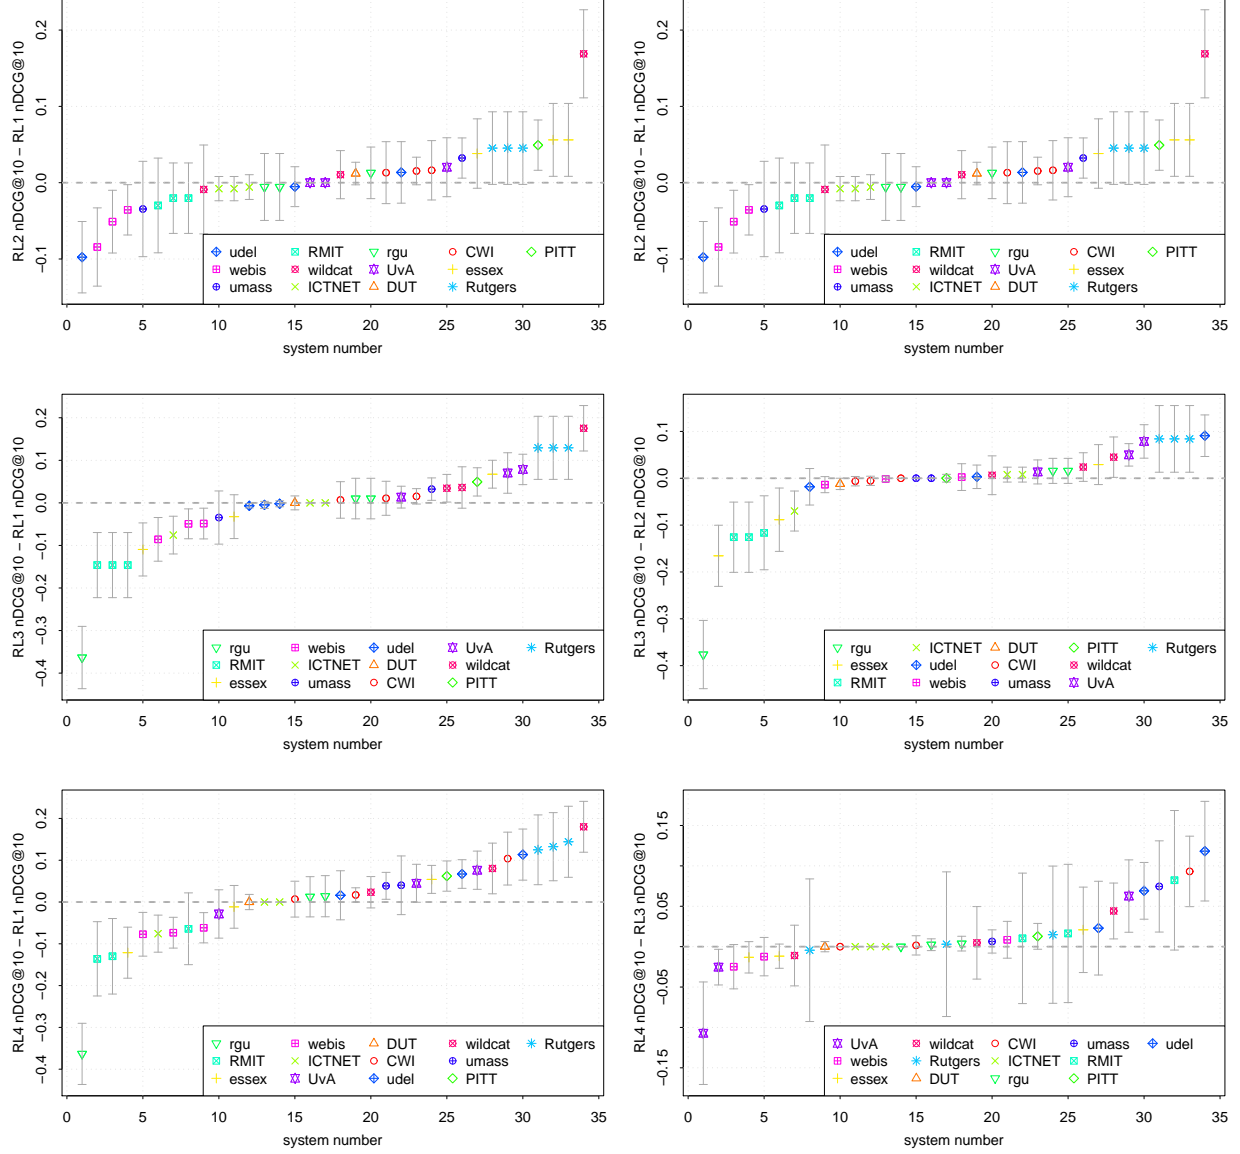 RL2 nDCG@10 − RL1 nDCG@10
0.2
0.1
0.0
−0.1
udel RMIT rgu CWI PITT
webis wildcat UvA essex
umass ICTNET DUT Rutgers
0 5 10 15 20 25 30 35
system number
RL2 nDCG@10 − RL1 nDCG@10
0.2
0.1
0.0
−0.1
udel RMIT rgu CWI PITT
webis wildcat UvA essex
umass ICTNET DUT Rutgers
0 5 10 15 20 25 30 35
system number
RL3 nDCG@10 − RL1 nDCG@10
0.2
0.1
0.0
−0.1
−0.2
−0.3
−0.4
rgu webis udel UvA Rutgers
RMIT ICTNET DUT wildcat
essex umass CWI PITT
0 5 10 15 20 25 30 35
system number
RL3 nDCG@10 − RL2 nDCG@10
0.1
0.0
−0.1
−0.2
−0.3
−0.4
rgu ICTNET DUT PITT Rutgers
essex udel CWI wildcat
RMIT webis umass UvA
0 5 10 15 20 25 30 35
system number
RL4 nDCG@10 − RL1 nDCG@10
0.2
0.1
0.0
−0.1
−0.2
−0.3
−0.4
rgu webis DUT wildcat Rutgers
RMIT ICTNET CWI umass
essex UvA udel PITT
0 5 10 15 20 25 30 35
system number
RL4 nDCG@10 − RL3 nDCG@10
0.15
0.05
−0.05
−0.15
UvA wildcat CWI umass udel
webis Rutgers ICTNET RMIT
essex DUT rgu PITT
0 5 10 15 20 25 30 35
system number